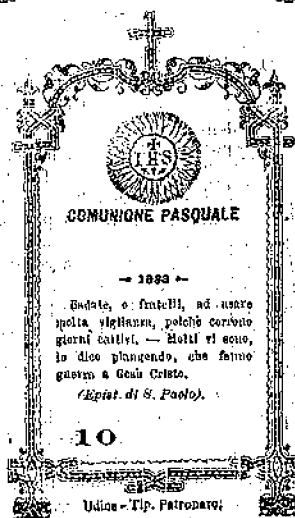 IHS
COMUNIONE PASQUALE
1883
Badate, o fratelli, ad usare
molta vigilanza, poichè corrono
giorni cattivi. — Molti vi sono,
lo dico piangendo, che fanno
guerra a Gesù Cristo.
(Epist. di S. Paolo).
10
Udine - Tip. Patronato.